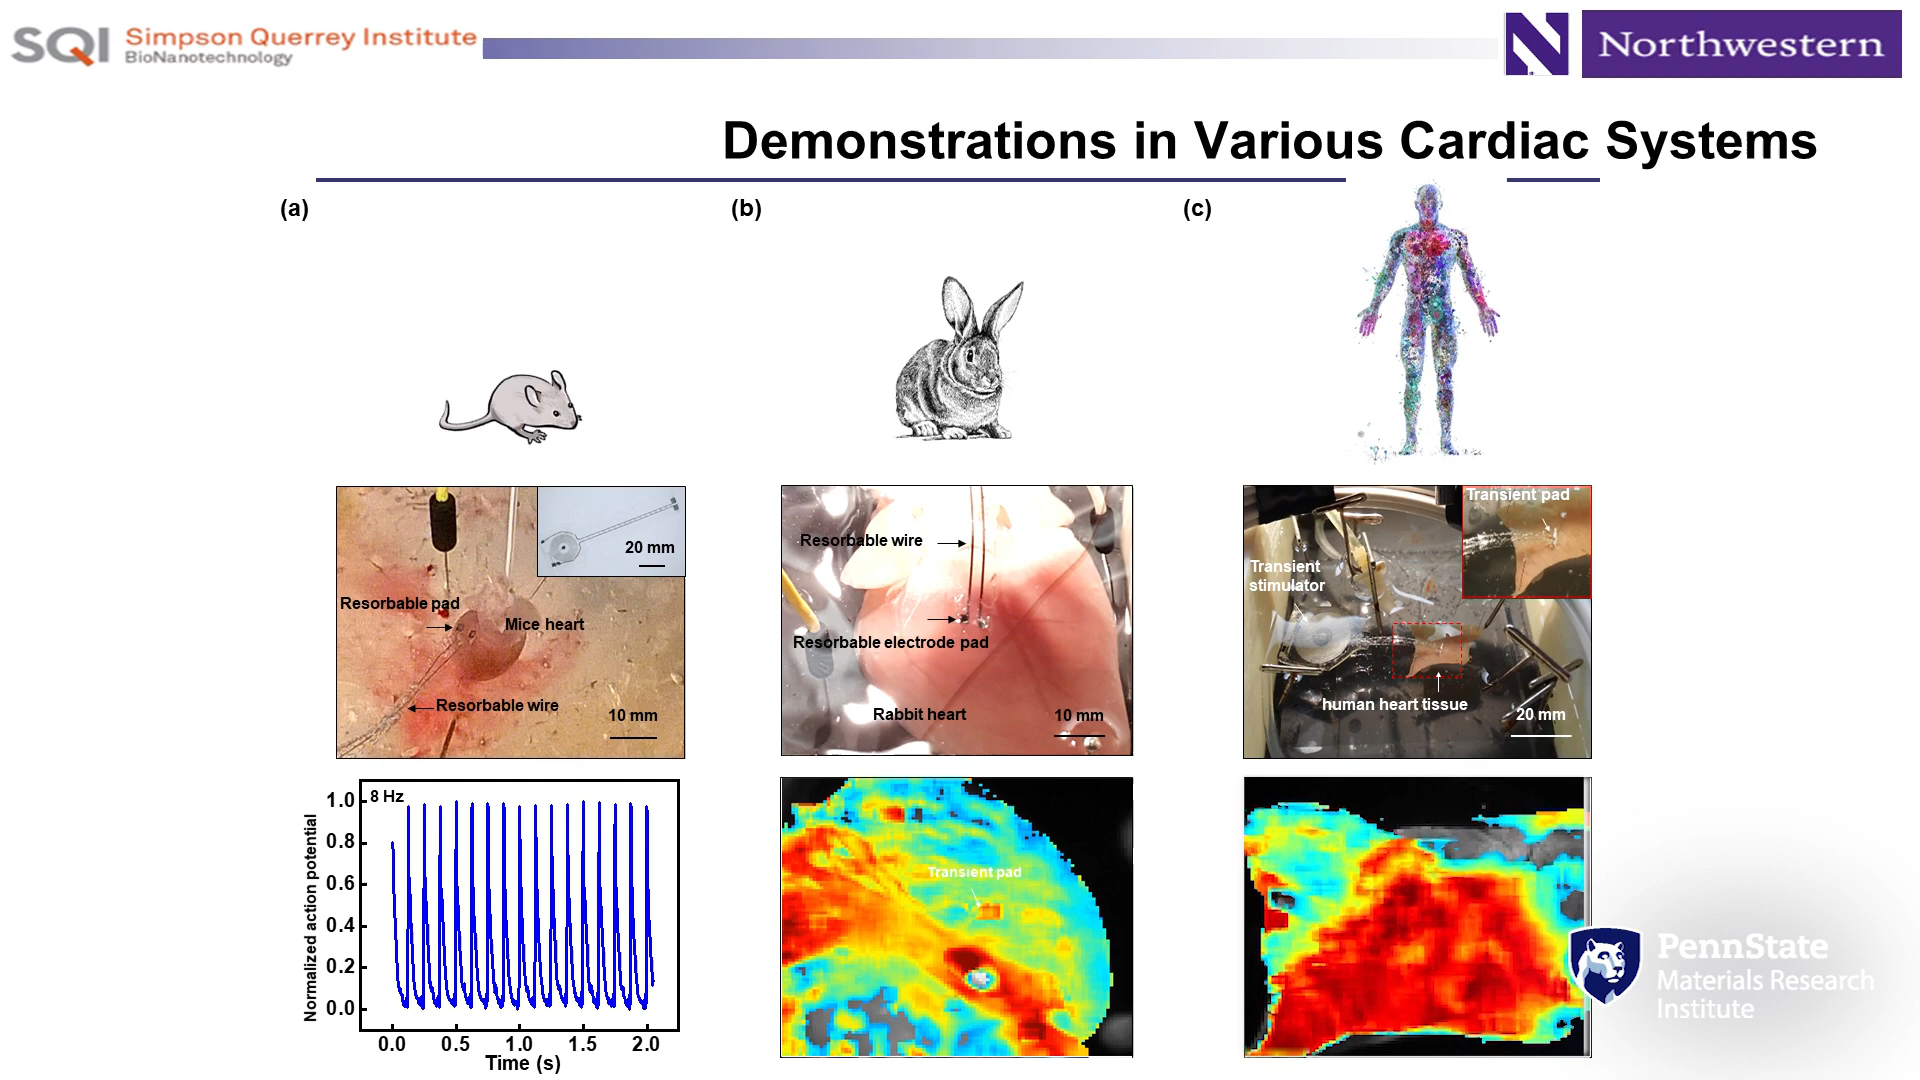 SQI Simpson Querrey Institute
BioNanotechnology
N Northwestern
Demonstrations in Various Cardiac Systems
(a)
(b)
(c)
20 mm
Resorbable pad
Mice heart
Resorbable wire
10 mm
Resorbable wire
Resorbable electrode pad
Rabbit heart
10 mm
Transient pad
Transient
stimulator
human heart tissue
20 mm
8 Hz
Normalized action potential
1.0
0.8
0.6
0.4
0.2
0.0
0.0 0.5 1.0 1.5 2.0
Time (s)
Transient pad
PennState
Materials Research
Institute